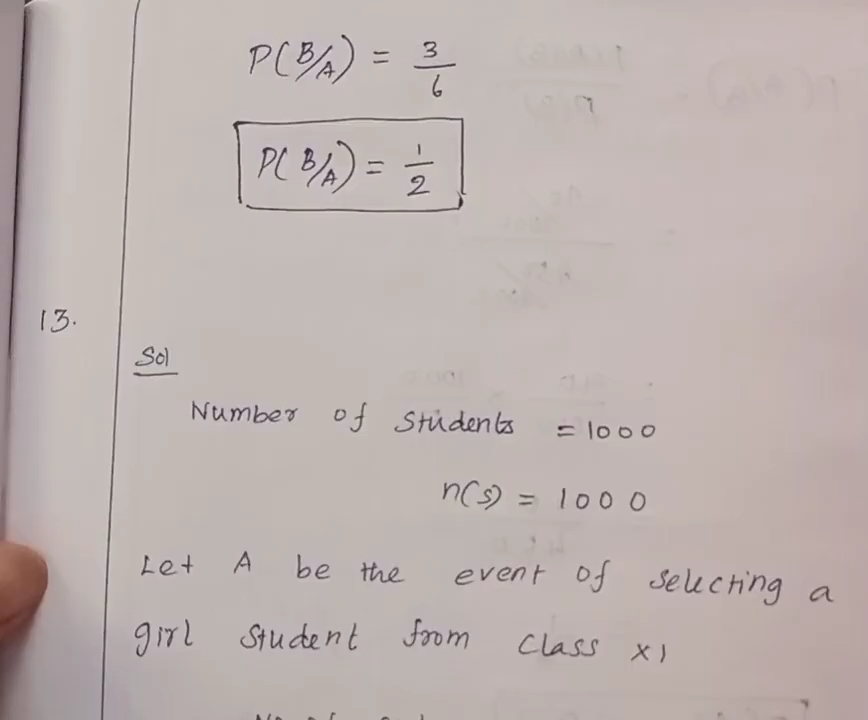 P(B/A) = 3/6
P(B/A) = 1/2
13.
Sol
Number of Students = 1000
n(s) = 1000
Let A be the event of selecting a
girl student from Class XI